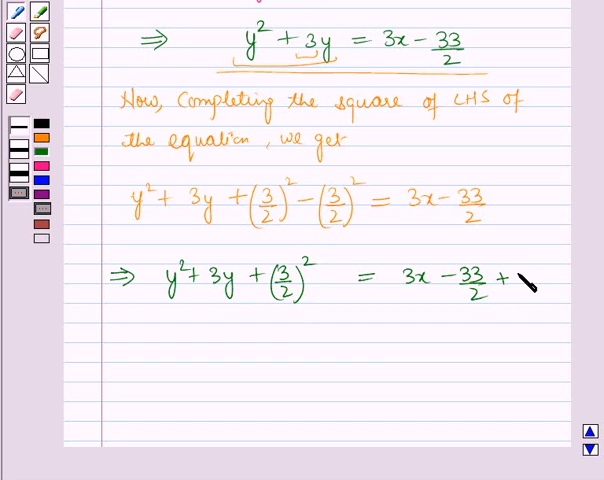 ⇒ y² + 3y = 3x - 33/2
Now, Completing the square of LHS of
the equation, we get
y² + 3y + (3/2)² - (3/2)² = 3x - 33/2
⇒ y² + 3y + (3/2)² = 3x - 33/2 +